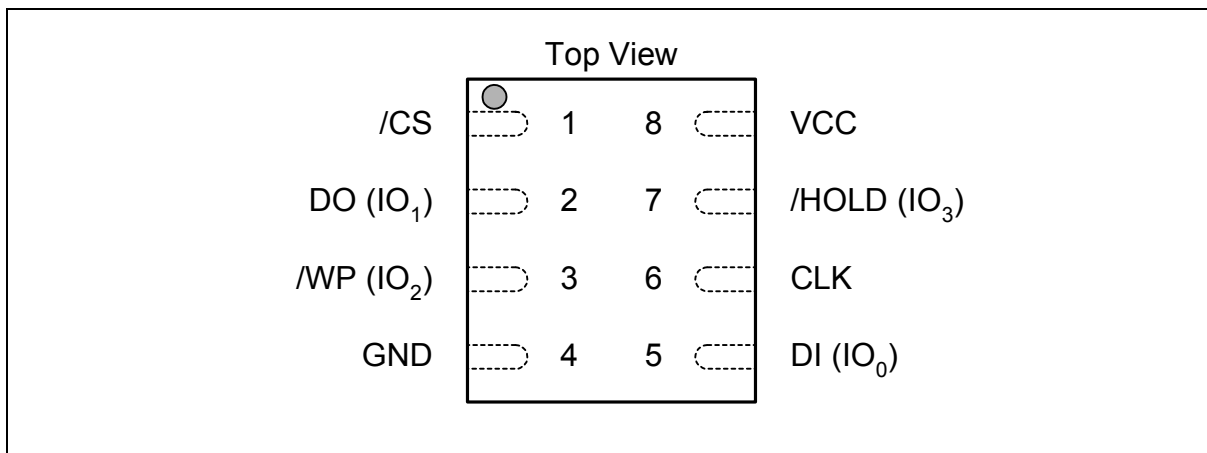 Top View
/CS 1 8 VCC
DO (IO₁) 2 7 /HOLD (IO₃)
/WP (IO₂) 3 6 CLK
GND 4 5 DI (IO₀)